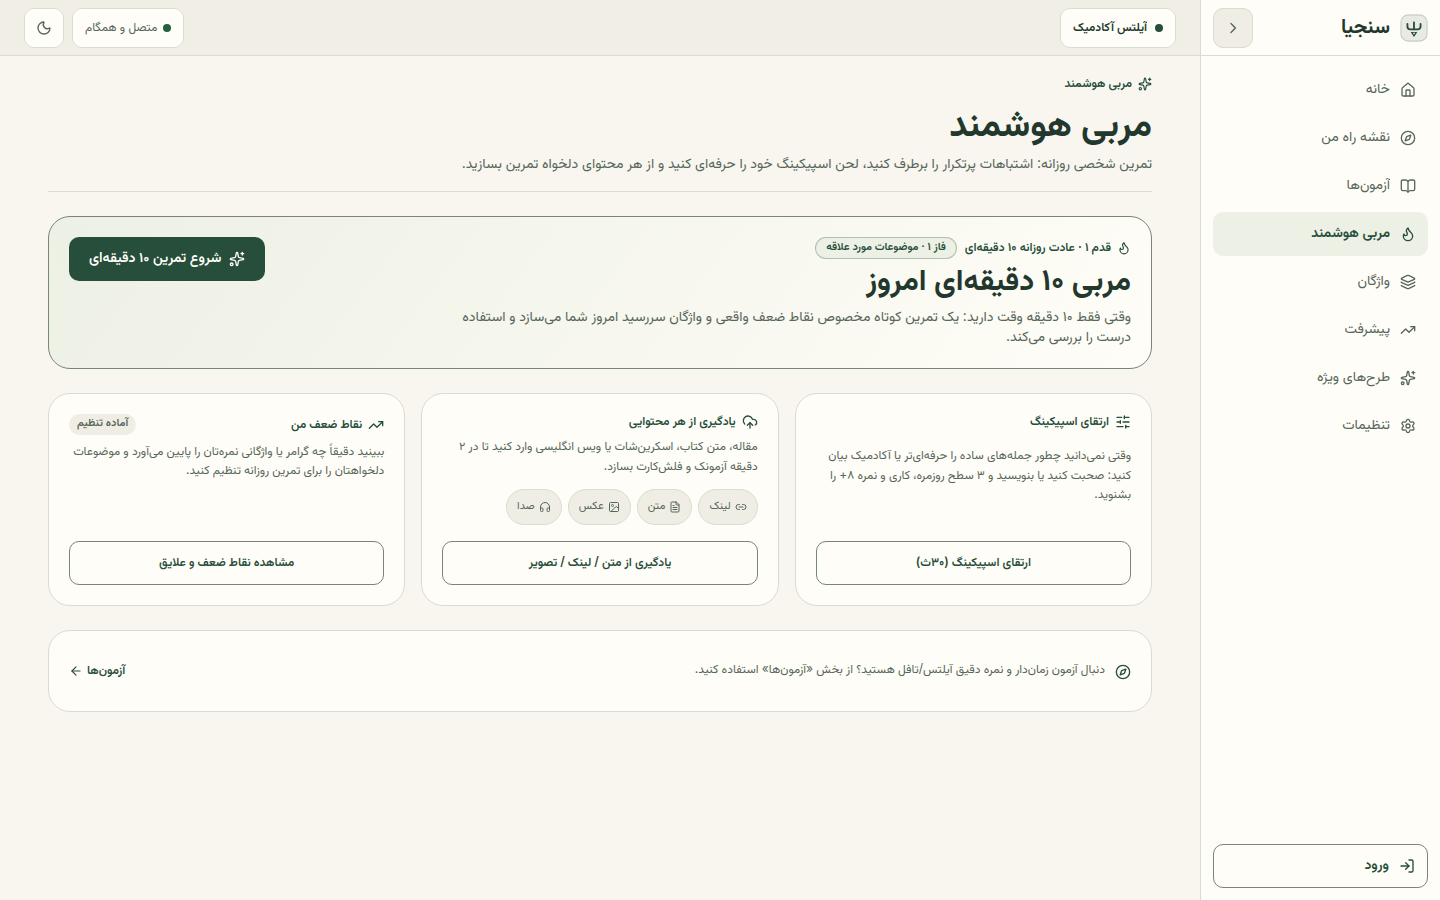 سنجیا
آیلتس آکادمیک
متصل و همگام
خانه
نقشه راه من
آزمون‌ها
مربی هوشمند
واژگان
پیشرفت
طرح‌های ویژه
تنظیمات
ورود
مربی هوشمند
مربی هوشمند
تمرین شخصی روزانه: اشتباهات پرتکرار را برطرف کنید، لحن اسپیکینگ خود را حرفه‌ای کنید و از هر محتوای دلخواه تمرین بسازید.
قدم ۱ · عادت روزانه ۱۰ دقیقه‌ای
فاز ۱ · موضوعات مورد علاقه
مربی ۱۰ دقیقه‌ای امروز
وقتی فقط ۱۰ دقیقه وقت دارید: یک تمرین کوتاه مخصوص نقاط ضعف واقعی و واژگان سررسید امروز شما می‌سازد و استفاده
درست را بررسی می‌کند.
شروع تمرین ۱۰ دقیقه‌ای
ارتقای اسپیکینگ
وقتی نمی‌دانید چطور جمله‌های ساده را حرفه‌ای‌تر یا آکادمیک بیان
کنید: صحبت کنید یا بنویسید و ۳ سطح روزمره، کاری و نمره ۸+ را
بشنوید.
ارتقای اسپیکینگ (۳۰ث)
یادگیری از هر محتوایی
مقاله، متن کتاب، اسکرین‌شات یا ویس انگلیسی وارد کنید تا در ۲
دقیقه آزمونک و فلش‌کارت بسازد.
لینک
متن
عکس
صدا
یادگیری از متن / لینک / تصویر
نقاط ضعف من
آماده تنظیم
ببینید دقیقاً چه گرامر یا واژگانی نمره‌تان را پایین می‌آورد و موضوعات
دلخواهتان را برای تمرین روزانه تنظیم کنید.
مشاهده نقاط ضعف و علایق
دنبال آزمون زمان‌دار و نمره دقیق آیلتس/تافل هستید؟ از بخش «آزمون‌ها» استفاده کنید.
آزمون‌ها